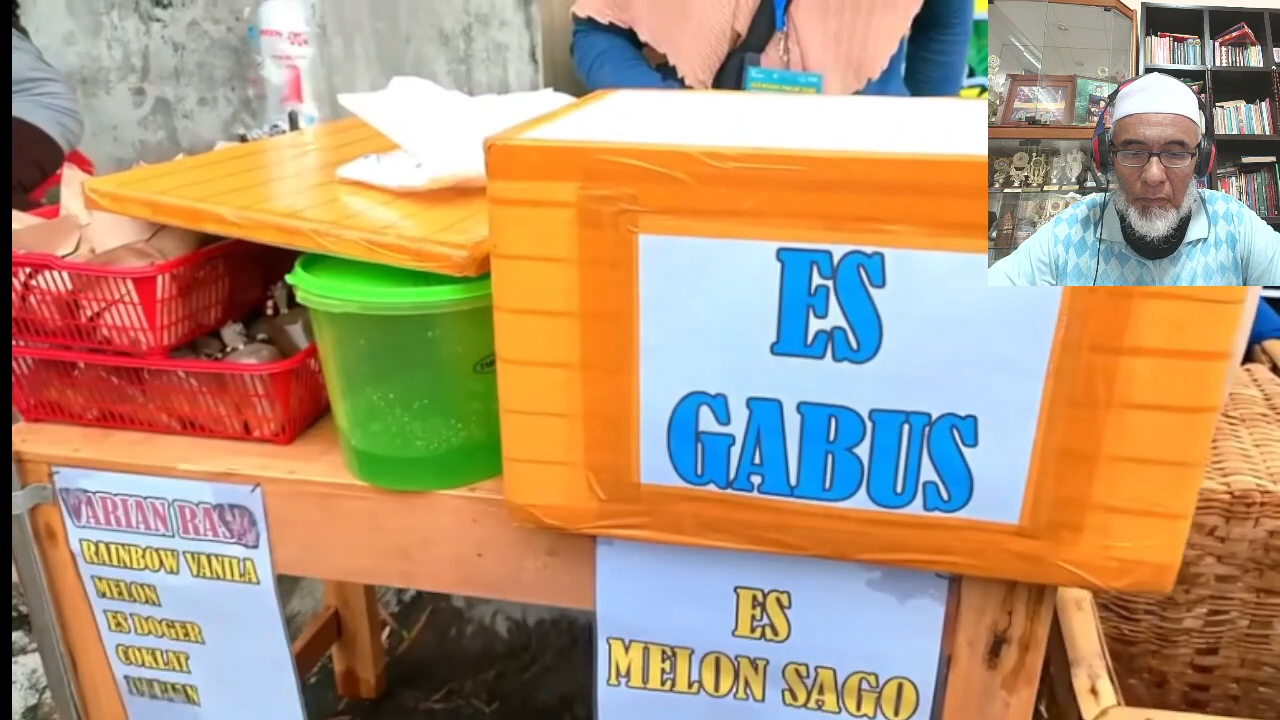 ES
GABUS
VARIAN RASA
RAINBOW VANILA
MELON
ES DOGER
COKLAT
ES
MELON SAGO